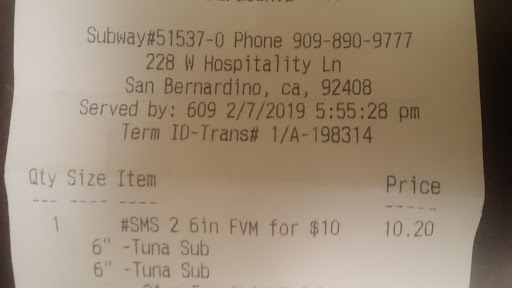 Subway#51537-0 Phone 909-890-9777
228 W Hospitality Ln
San Bernardino, ca, 92408
Served by: 609 2/7/2019 5:55:28 pm
Term ID-Trans# 1/A-198314
Qty Size Item Price
--- ---- ---- -----
1 #SMS 2 6in FVM for $10 10.20
6" -Tuna Sub
6" -Tuna Sub